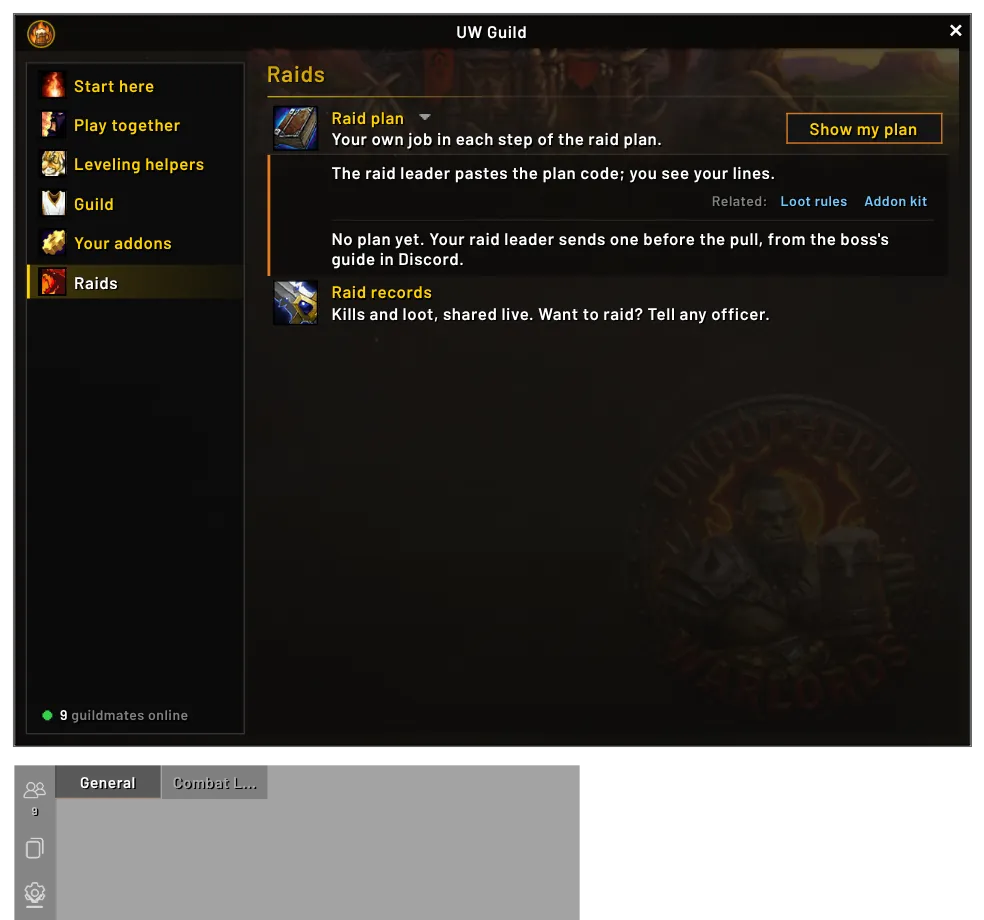 UW Guild
Start here
Play together
Leveling helpers
Guild
Your addons
Raids
9 guildmates online
Raids
Raid plan
Your own job in each step of the raid plan.
Show my plan
The raid leader pastes the plan code; you see your lines.
Related: Loot rules Addon kit
No plan yet. Your raid leader sends one before the pull, from the boss's
guide in Discord.
Raid records
Kills and loot, shared live. Want to raid? Tell any officer.
WARLORDS
General
Combat L...
9